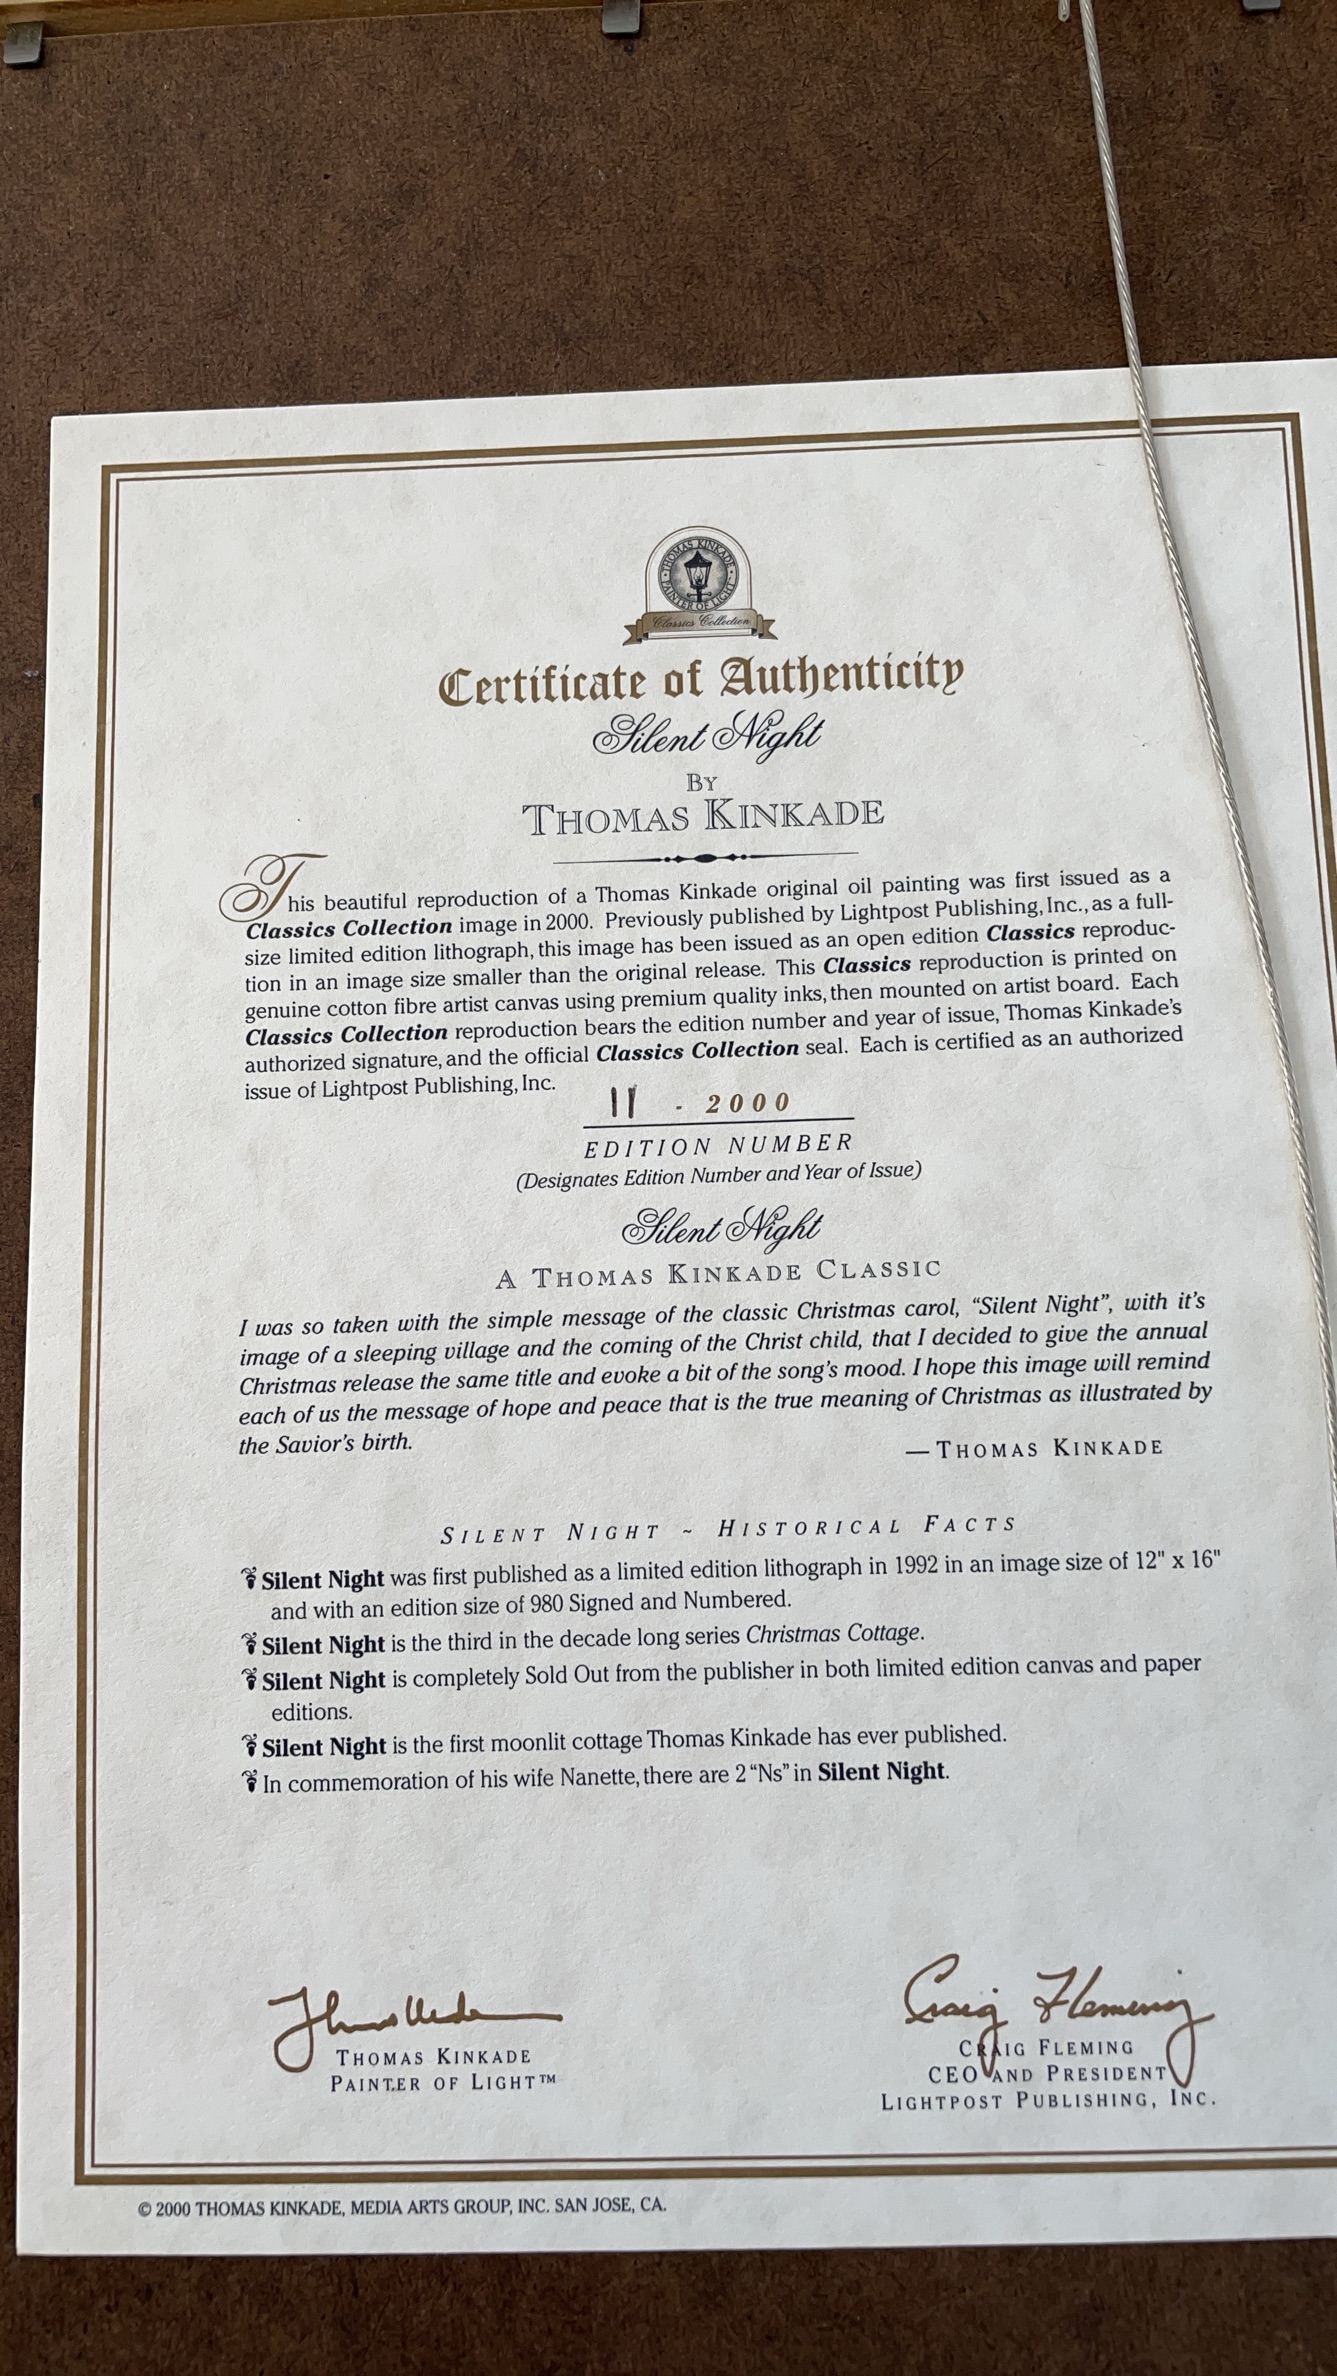 THOMAS KINKADE
PAINTER OF LIGHT
Classics Collection
Certificate of Authenticity
Silent Night
BY
THOMAS KINKADE
This beautiful reproduction of a Thomas Kinkade original oil painting was first issued as a
Classics Collection image in 2000. Previously published by Lightpost Publishing, Inc., as a full-
size limited edition lithograph, this image has been issued as an open edition Classics reproduc-
tion in an image size smaller than the original release. This Classics reproduction is printed on
genuine cotton fibre artist canvas using premium quality inks, then mounted on artist board. Each
Classics Collection reproduction bears the edition number and year of issue, Thomas Kinkade's
authorized signature, and the official Classics Collection seal. Each is certified as an authorized
issue of Lightpost Publishing, Inc.
11 - 2000
EDITION NUMBER
(Designates Edition Number and Year of Issue)
Silent Night
A THOMAS KINKADE CLASSIC
I was so taken with the simple message of the classic Christmas carol, “Silent Night”, with it's
image of a sleeping village and the coming of the Christ child, that I decided to give the annual
Christmas release the same title and evoke a bit of the song's mood. I hope this image will remind
each of us the message of hope and peace that is the true meaning of Christmas as illustrated by
the Savior's birth.
—THOMAS KINKADE
SILENT NIGHT ~ HISTORICAL FACTS
Silent Night was first published as a limited edition lithograph in 1992 in an image size of 12" x 16"
and with an edition size of 980 Signed and Numbered.
Silent Night is the third in the decade long series Christmas Cottage.
Silent Night is completely Sold Out from the publisher in both limited edition canvas and paper
editions.
Silent Night is the first moonlit cottage Thomas Kinkade has ever published.
In commemoration of his wife Nanette, there are 2 “Ns” in Silent Night.
Craig Fleming
THOMAS KINKADE
PAINTER OF LIGHT™
CRAIG FLEMING
CEO AND PRESIDENT
LIGHTPOST PUBLISHING, INC.
© 2000 THOMAS KINKADE, MEDIA ARTS GROUP, INC. SAN JOSE, CA.